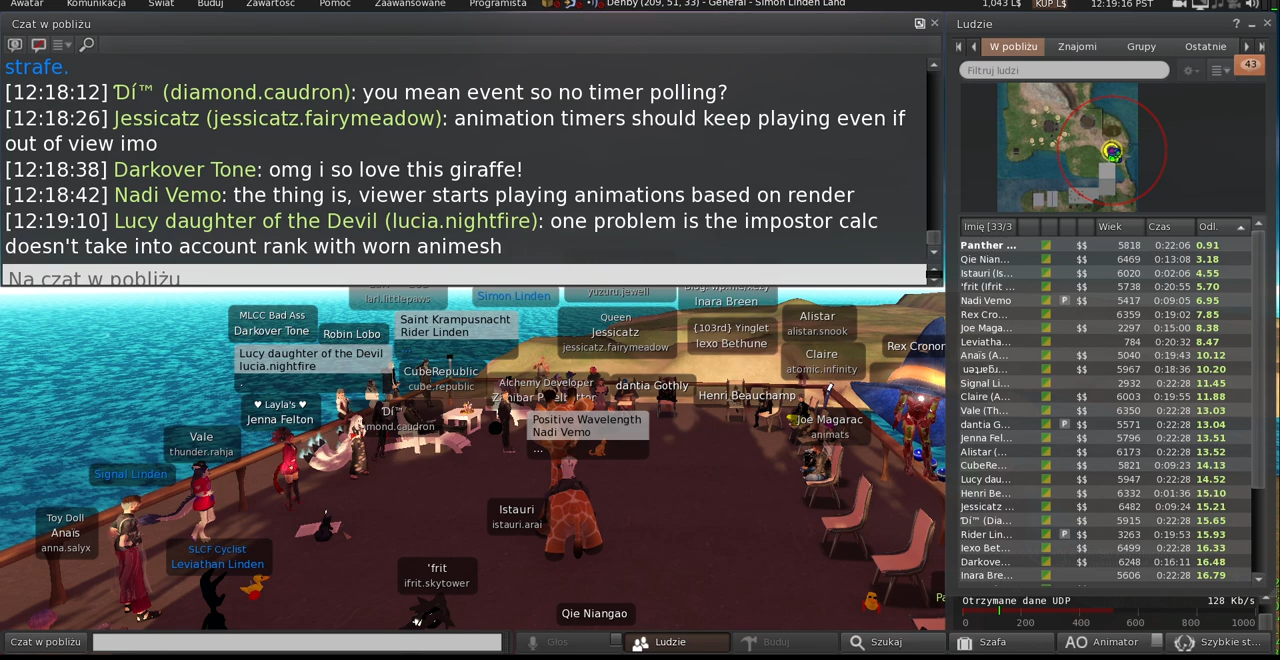 Awatar Komunikacja Świat Buduj Zawartość Pomoc Zaawansowane Programista Denby (209, 51, 33) - General - Simon Linden Land 1,043 L$ KUP L$ 12:19:16 PST
Czat w pobliżu
strafe.
[12:18:12] Ɗí™ (diamond.caudron): you mean event so no timer polling?
[12:18:26] Jessicatz (jessicatz.fairymeadow): animation timers should keep playing even if
out of view imo
[12:18:38] Darkover Tone: omg i so love this giraffe!
[12:18:42] Nadi Vemo: the thing is, viewer starts playing animations based on render
[12:19:10] Lucy daughter of the Devil (lucia.nightfire): one problem is the impostor calc
doesn't take into account rank with worn animesh
Na czat w pobliżu
larl.littlepaws
Simon Linden
yuzuru.jewell
Inara Breen
MLCC Bad Ass
Darkover Tone
Robin Lobo
Saint Krampusnacht
Rider Linden
Queen
Jessicatz
jessicatz.fairymeadow
{103rd} Yinglet
Iexo Bethune
Alistar
alistar.snook
Lucy daughter of the Devil
lucia.nightfire
.
CubeRepublic
cube.republic
Claire
atomic.infinity
Rex Cronon
Alchemy Developer
dantia Gothly
Henri Beauchamp
♥ Layla's ♥
Jenna Felton
Ɗí™
mond.caudron
Positive Wavelength
Nadi Vemo
...
Joe Magarac
animats
Vale
thunder.rahja
Signal Linden
Toy Doll
Anaïs
anna.salyx
Istauri
istauri.arai
SLCF Cyclist
Leviathan Linden
'frit
ifrit.skytower
Qie Niangao
Pa
Czat w pobliżu
Głos Ludzie Buduj Szukaj
Ludzie
W pobliżu Znajomi Grupy Ostatnie
Filtruj ludzi
43
Imię [33/3 Wiek Czas Odl.
Panther ... $$ 5818 0:22:06 0.91
Qie Nian... $$ 6469 0:13:08 3.18
Istauri (Is... $$ 6020 0:02:06 4.55
'frit (Ifrit ... $$ 5738 0:20:55 5.70
Nadi Vemo P $$ 5417 0:09:05 6.95
Rex Cro... 6359 0:19:02 7.85
Joe Maga... $$ 2297 0:15:00 8.38
Leviatha... 784 0:20:32 8.47
Anaïs (A... $$ 5040 0:19:43 10.12
$$ 5967 0:18:36 10.20
Signal Li... 2932 0:22:28 11.45
Claire (A... $$ 6003 0:19:55 11.88
Vale (Th... $$ 6350 0:22:28 13.03
dantia G... P $$ 5571 0:22:28 13.04
Jenna Fel... $$ 5796 0:22:28 13.51
Alistar (... $$ 6173 0:22:28 13.52
CubeRe... $$ 5821 0:09:23 14.13
Lucy dau... $$ 5947 0:22:28 14.52
Henri Be... $$ 6332 0:01:36 15.10
Jessicatz ... $$ 6482 0:09:24 15.21
Ɗí™ (Dia... $$ 5915 0:22:28 15.65
Rider Lin... P $$ 3263 0:19:53 15.93
Iexo Bet... $$ 6499 0:22:28 16.33
Darkove... $$ 6248 0:16:11 16.48
Inara Bre... 5606 0:22:28 16.79
Otrzymane dane UDP 128 Kb/s
0 200 400 600 800 1000
Szafa AO Animator Szybkie st...